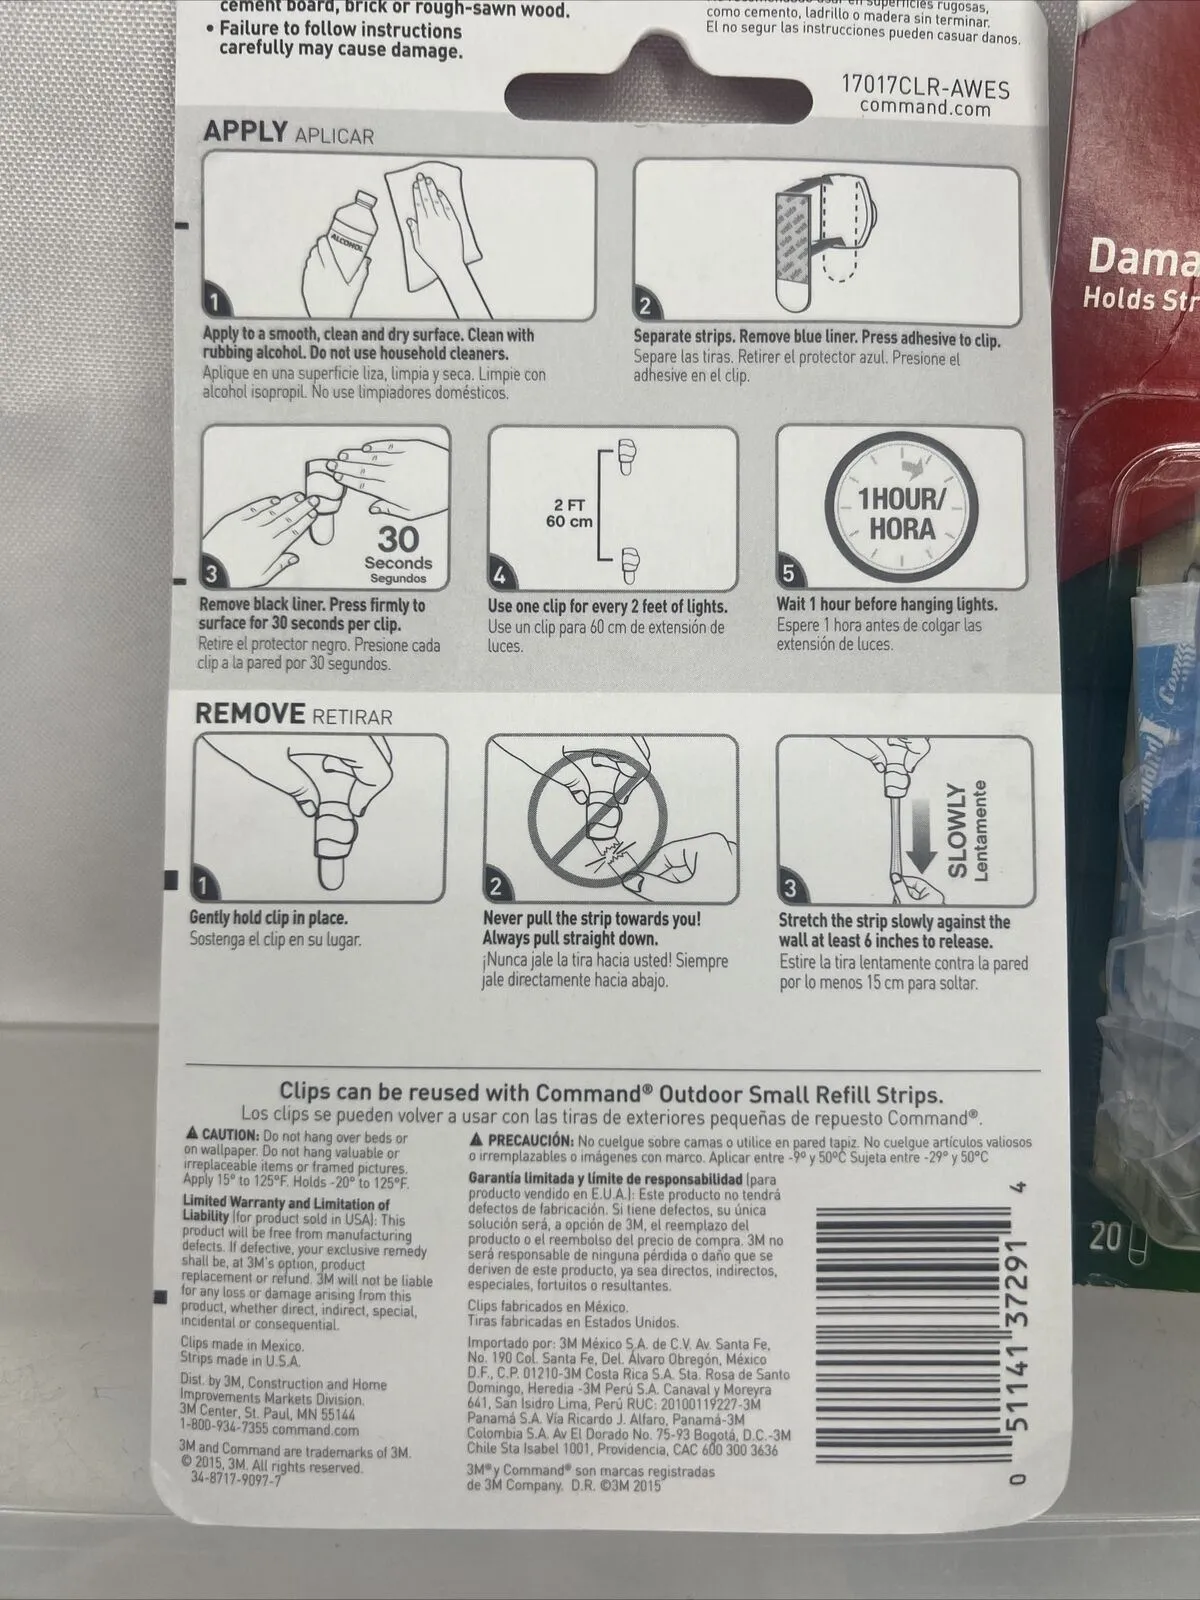 cement board, brick or rough-sawn wood.
• Failure to follow instructions
carefully may cause damage.
en superficies rugosas,
como cemento, ladrillo o madera sin terminar.
El no segur las instrucciones pueden casuar danos.
17017CLR-AWES
command.com
APPLY APLICAR
ALCOHOL
1
Apply to a smooth, clean and dry surface. Clean with
rubbing alcohol. Do not use household cleaners.
Aplique en una superficie liza, limpia y seca. Limpie con
alcohol isopropil. No use limpiadores domésticos.
wall side wall side
2
Separate strips. Remove blue liner. Press adhesive to clip.
Separe las tiras. Retirer el protector azul. Presione el
adhesive en el clip.
30
Seconds
Segundos
3
Remove black liner. Press firmly to
surface for 30 seconds per clip.
Retire el protector negro. Presione cada
clip a la pared por 30 segundos.
2 FT
60 cm
4
Use one clip for every 2 feet of lights.
Use un clip para 60 cm de extensión de
luces.
1 HOUR/
HORA
5
Wait 1 hour before hanging lights.
Espere 1 hora antes de colgar las
extensión de luces.
REMOVE RETIRAR
1
Gently hold clip in place.
Sostenga el clip en su lugar.
2
Never pull the strip towards you!
Always pull straight down.
¡Nunca jale la tira hacia usted! Siempre
jale directamente hacia abajo.
SLOWLY
Lentamente
3
Stretch the strip slowly against the
wall at least 6 inches to release.
Estire la tira lentamente contra la pared
por lo menos 15 cm para soltar.
Clips can be reused with Command® Outdoor Small Refill Strips.
Los clips se pueden volver a usar con las tiras de exteriores pequeñas de repuesto Command®.
⚠ CAUTION: Do not hang over beds or
on wallpaper. Do not hang valuable or
irreplaceable items or framed pictures.
Apply 15° to 125°F. Holds -20° to 125°F.
Limited Warranty and Limitation of
Liability (for product sold in USA): This
product will be free from manufacturing
defects. If defective, your exclusive remedy
shall be, at 3M's option, product
replacement or refund. 3M will not be liable
for any loss or damage arising from this
product, whether direct, indirect, special,
incidental or consequential.
Clips made in Mexico.
Strips made in U.S.A.
Dist. by 3M, Construction and Home
Improvements Markets Division.
3M Center, St. Paul, MN 55144
1-800-934-7355 command.com
3M and Command are trademarks of 3M.
© 2015, 3M. All rights reserved.
34-8717-9097-7
⚠ PRECAUCIÓN: No cuelgue sobre camas o utilice en pared tapiz. No cuelgue artículos valiosos
o irremplazables o imágenes con marco. Aplicar entre -9° y 50°C Sujeta entre -29° y 50°C
Garantía limitada y límite de responsabilidad (para
producto vendido en E.U.A.): Este producto no tendrá
defectos de fabricación. Si tiene defectos, su única
solución será, a opción de 3M, el reemplazo del
producto o el reembolso del precio de compra. 3M no
será responsable de ninguna pérdida o daño que se
deriven de este producto, ya sea directos, indirectos,
especiales, fortuitos o resultantes.
Clips fabricados en México.
Tiras fabricadas en Estados Unidos.
Importado por: 3M México S.A. de C.V. Av. Santa Fe,
No. 190 Col. Santa Fe, Del. Álvaro Obregón, México
D.F., C.P. 01210-3M Costa Rica S.A. Sta. Rosa de Santo
Domingo, Heredia -3M Perú S.A. Canaval y Moreyra
641, San Isidro Lima, Perú RUC: 20100119227-3M
Panamá S.A. Vía Ricardo J. Alfaro, Panamá-3M
Colombia S.A. Av El Dorado No. 75-93 Bogotá, D.C.-3M
Chile Sta Isabel 1001, Providencia, CAC 600 300 3636
3M® y Command® son marcas registradas
de 3M Company. D.R. ©3M 2015
0 51141 37291 4
Dama
Holds Str
20